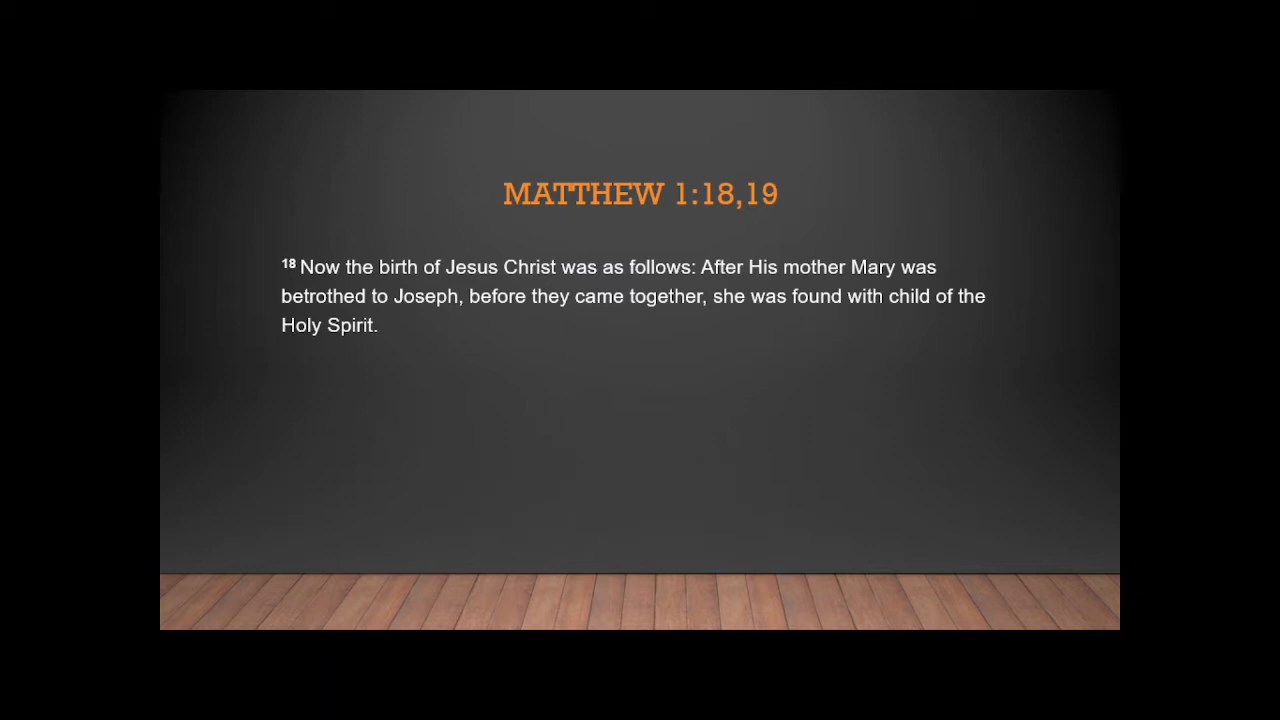 MATTHEW 1:18,19
18 Now the birth of Jesus Christ was as follows: After His mother Mary was
betrothed to Joseph, before they came together, she was found with child of the
Holy Spirit.